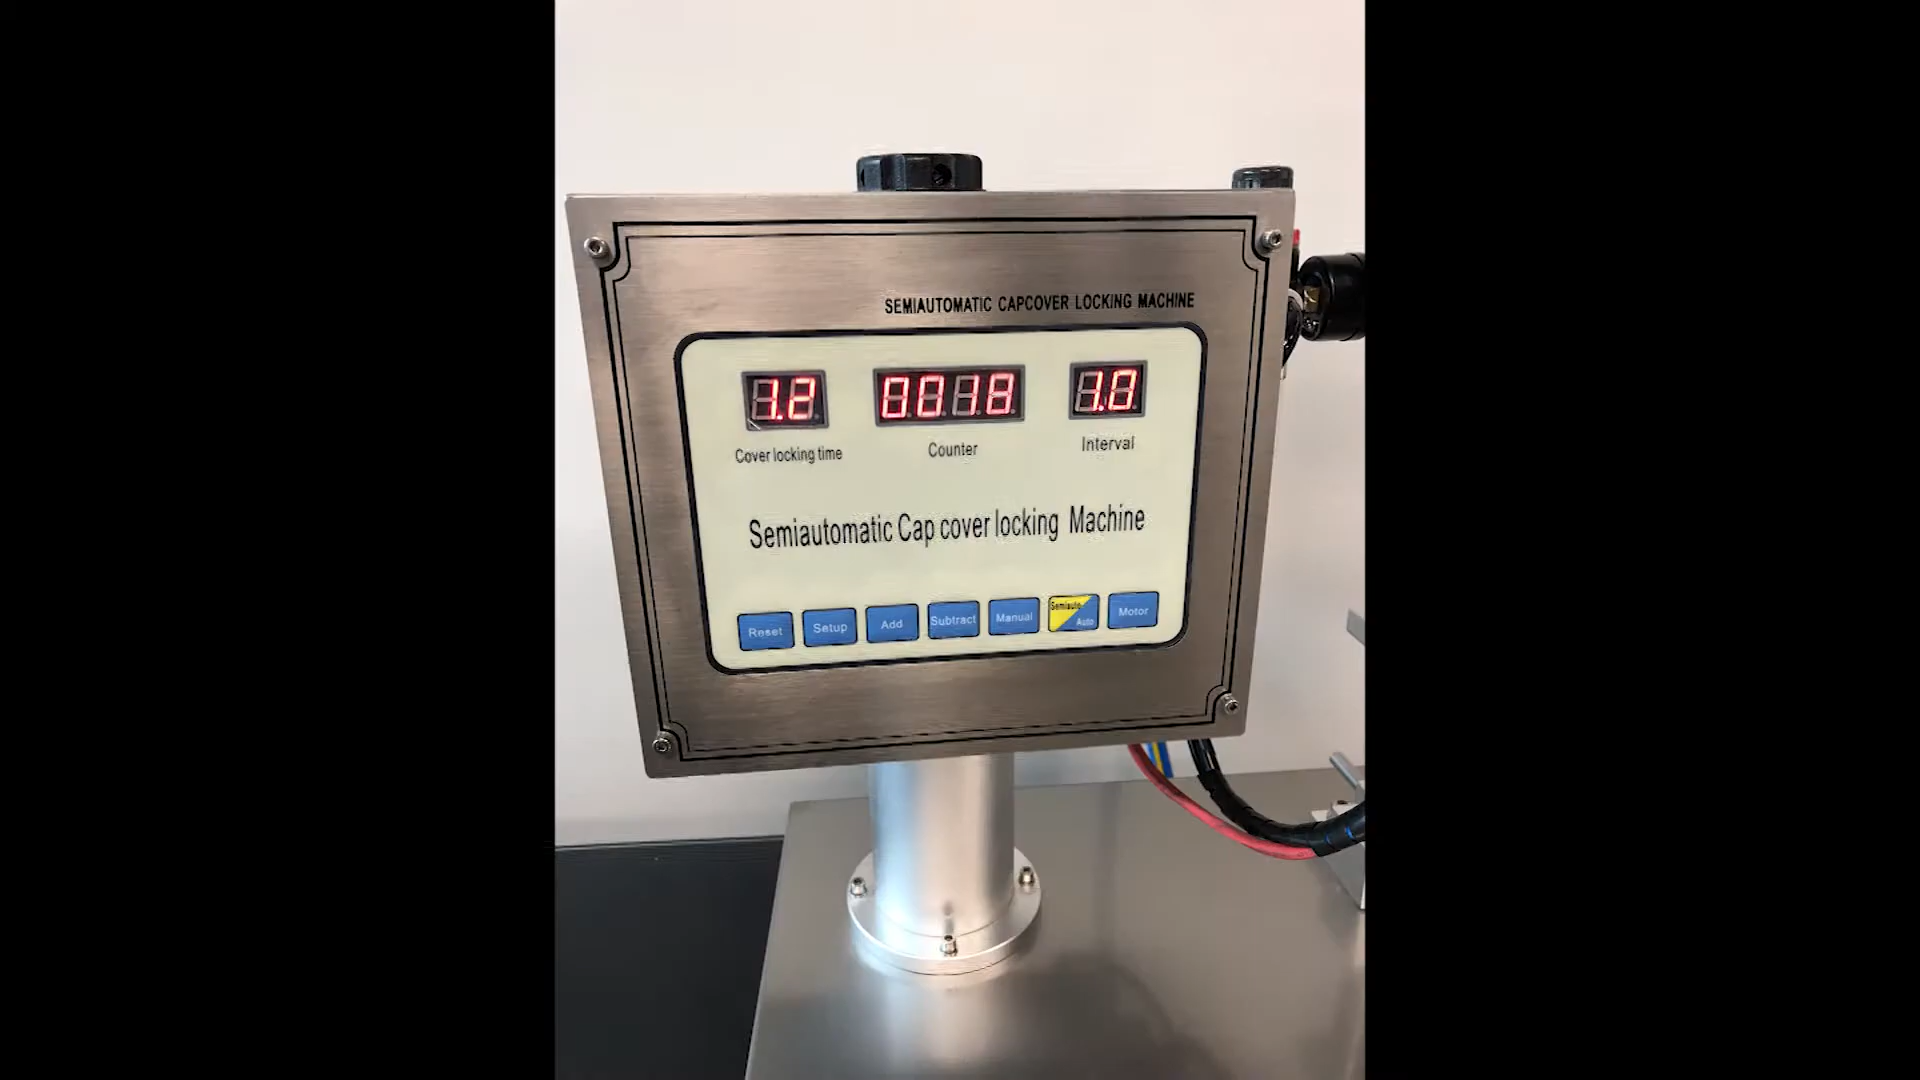 SEMIAUTOMATIC CAPCOVER LOCKING MACHINE
1.2 0018 1.0
Cover locking time Counter Interval
Semiautomatic Cap cover locking Machine
Reset Setup Add Subtract Manual Semiauto Auto Motor